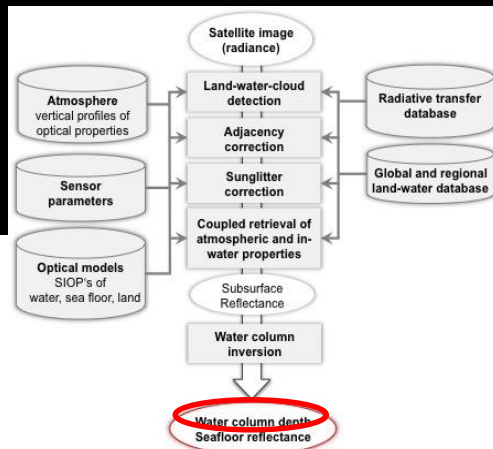 Satellite image
(radiance)
Land-water-cloud
detection
Atmosphere
vertical profiles of
optical properties
Radiative transfer
database
Adjacency
correction
Sensor
parameters
Sunglitter
correction
Global and regional
land-water database
Coupled retrieval of
atmospheric and in-
water properties
Optical models
SIOP's of
water, sea floor, land
Subsurface
Reflectance
Water column
inversion
Water column depth
Seafloor reflectance